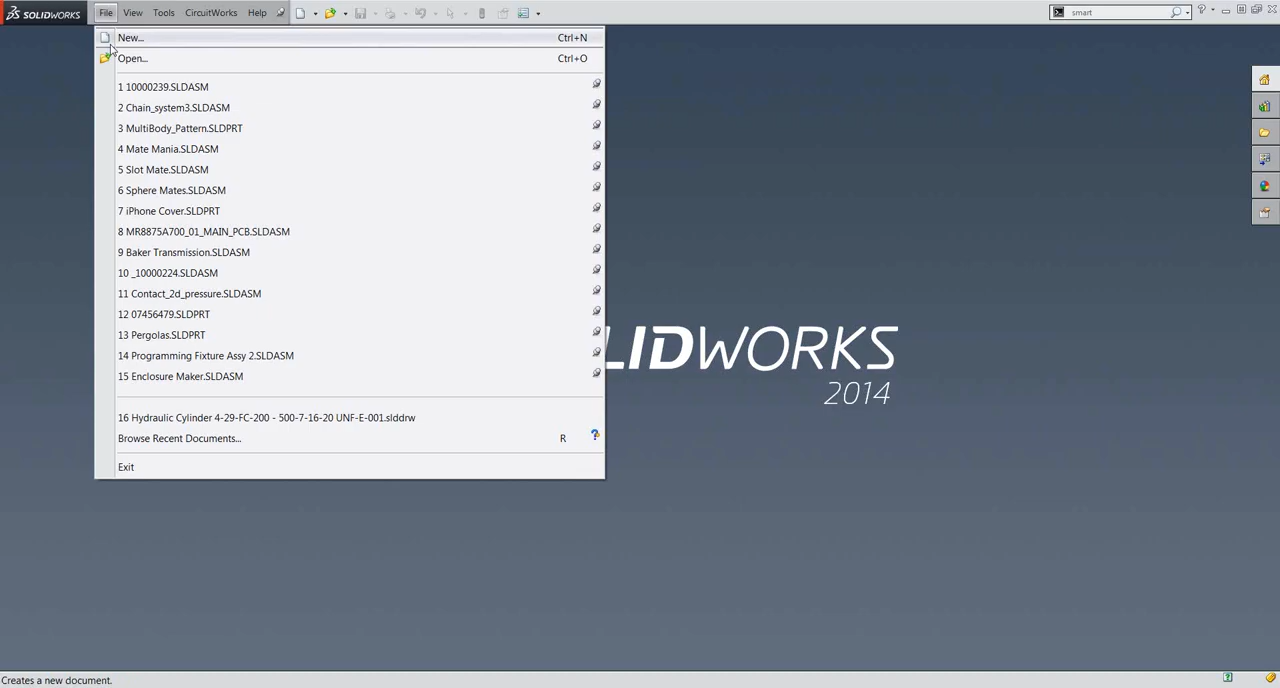 SOLIDWORKS File View Tools CircuitWorks Help smart
New... Ctrl+N
Open... Ctrl+O
1 10000239.SLDASM
2 Chain_system3.SLDASM
3 MultiBody_Pattern.SLDPRT
4 Mate Mania.SLDASM
5 Slot Mate.SLDASM
6 Sphere Mates.SLDASM
7 iPhone Cover.SLDPRT
8 MR8875A700_01_MAIN_PCB.SLDASM
9 Baker Transmission.SLDASM
10 _10000224.SLDASM
11 Contact_2d_pressure.SLDASM
12 07456479.SLDPRT
13 Pergolas.SLDPRT
14 Programming Fixture Assy 2.SLDASM
15 Enclosure Maker.SLDASM
16 Hydraulic Cylinder 4-29-FC-200 - 500-7-16-20 UNF-E-001.slddrw
Browse Recent Documents... R
Exit
LIDWORKS
2014
Creates a new document.